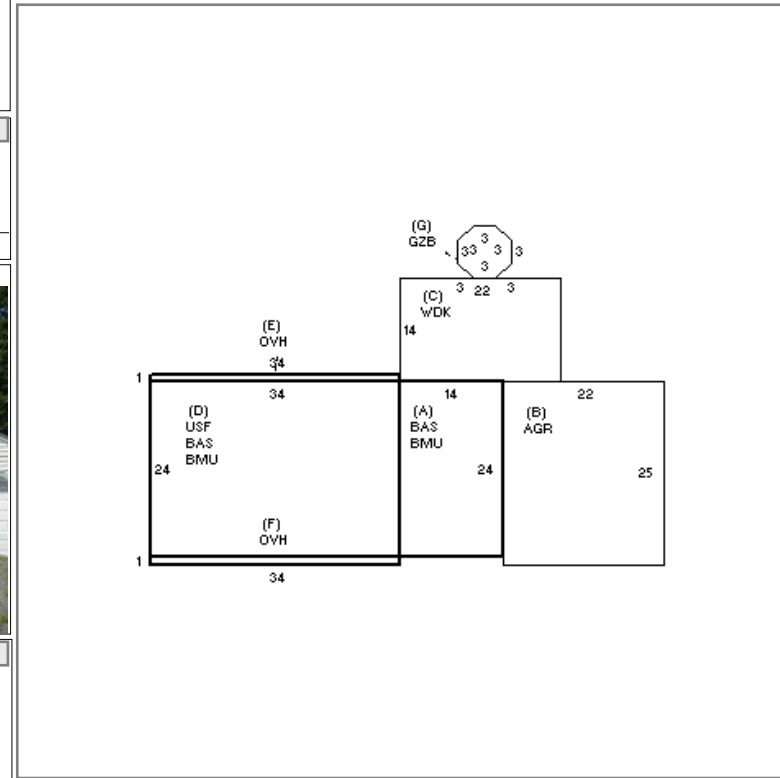 (G)
GZB
3
3 3 3 3
3
3 22 3
(C)
WDK
14
(E)
OVH
34
1
34
14
22
(D)
USF
BAS
BMU
(A)
BAS
BMU
(B)
AGR
24
24
25
(F)
OVH
1
34